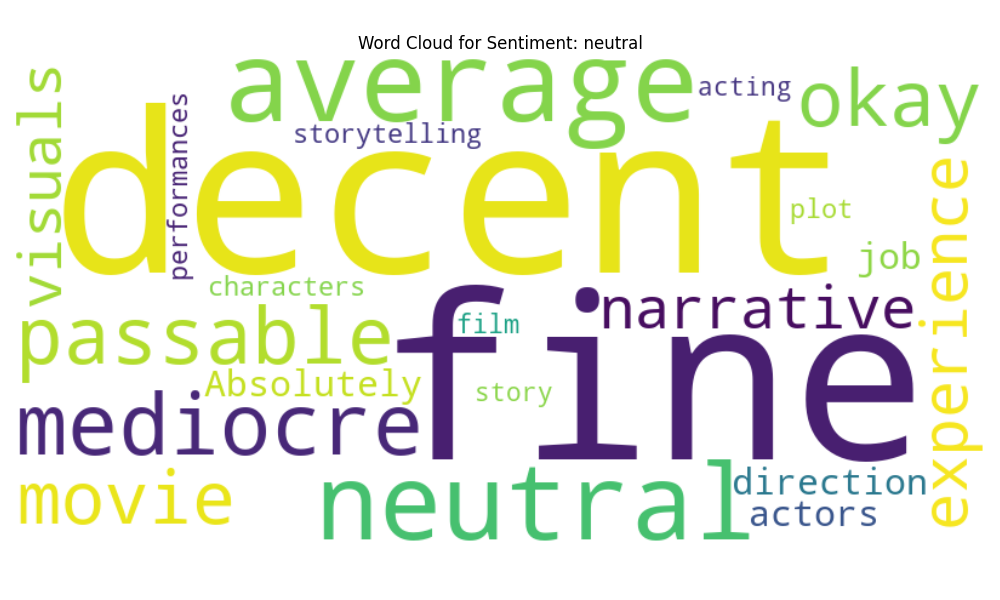 Word Cloud for Sentiment: neutral
average
acting
okay
visuals
performances
storytelling
decent
plot
experience
job
characters
narrative
passable
film
fine
Absolutely
story
mediocre
movie
neutral
direction
actors